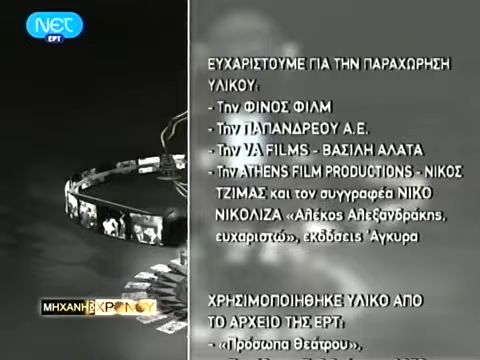 NET
ΕΡΤ
ΕΥΧΑΡΙΣΤΟΥΜΕ ΓΙΑ ΤΗΝ ΠΑΡΑΧΩΡΗΣΗ
ΥΛΙΚΟΥ:
- Την ΦΙΝΟΣ ΦΙΛΜ
- Την ΠΑΠΑΝΔΡΕΟΥ Α.Ε.
- Την VA FILMS - ΒΑΣΙΛΗ ΑΛΑΤΑ
- Την ATHENS FILM PRODUCTIONS - ΝΙΚΟΣ
ΤΖΙΜΑΣ και τον συγγραφέα ΝΙΚΟ
ΝΙΚΟΛΙΖΑ «Αλέκος Αλεξανδράκης,
ευχαριστώ», εκδόσεις Άγκυρα
ΜΗΧΑΝΗ ΧΡΟΝΟΥ
ΧΡΗΣΙΜΟΠΟΙΗΘΗΚΕ ΥΛΙΚΟ ΑΠΟ
ΤΟ ΑΡΧΕΙΟ ΤΗΣ ΕΡΤ:
- «Πρόσωπα Θεάτρου»,